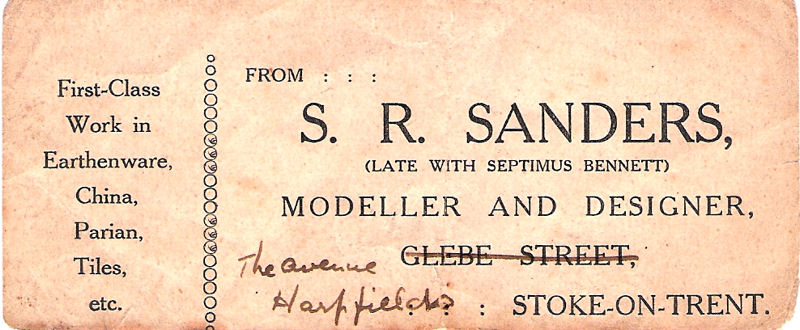 First-Class
Work in
Earthenware,
China,
Parian,
Tiles,
etc.
FROM : : :
S. R. SANDERS,
(LATE WITH SEPTIMUS BENNETT)
MODELLER AND DESIGNER,
GLEBE STREET,
The avenue
Harpfields
: : : STOKE-ON-TRENT.